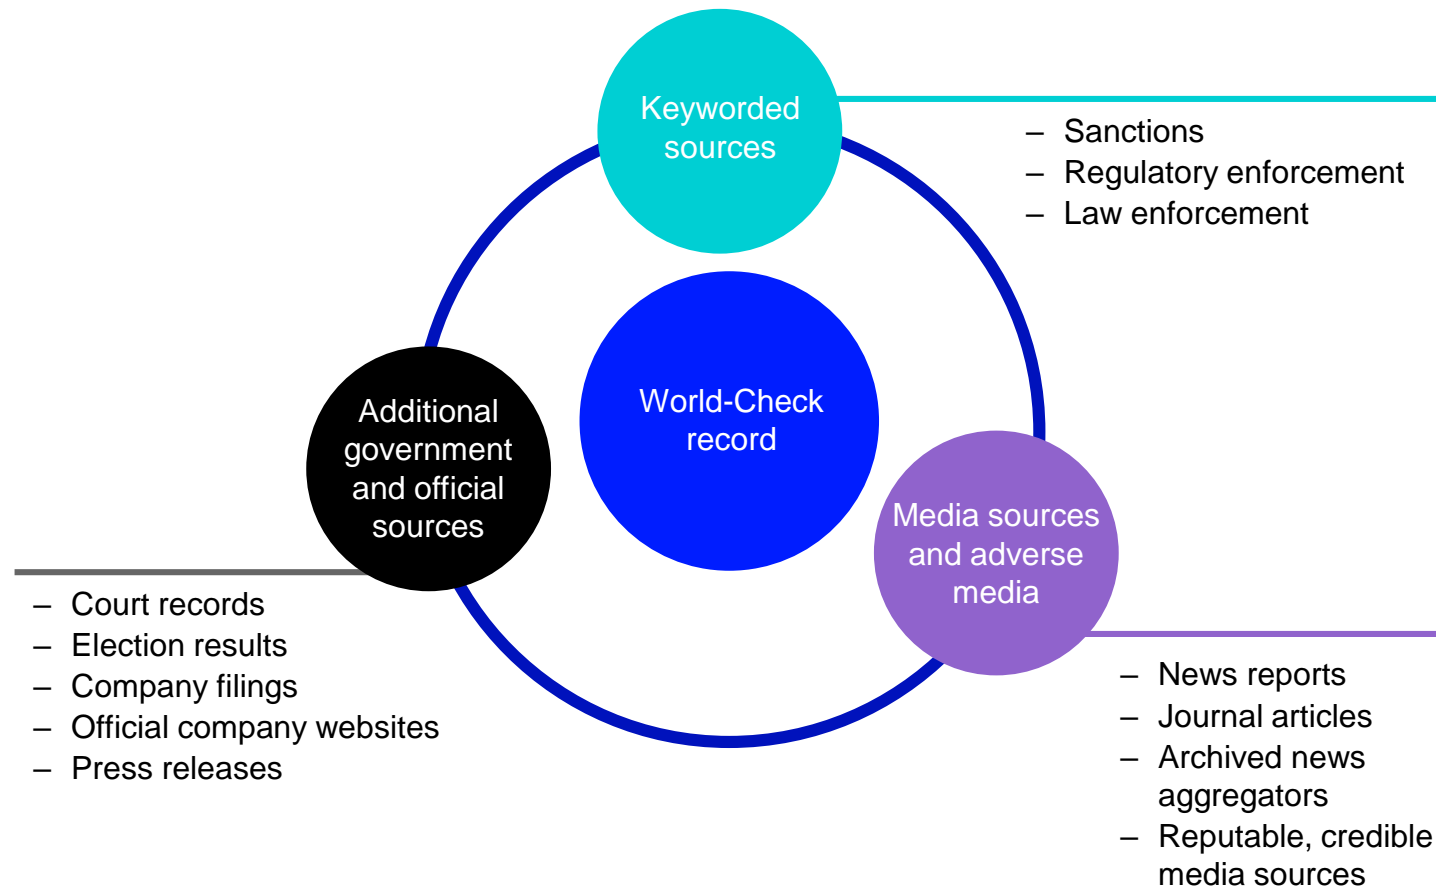 Keyworded
sources
– Sanctions
– Regulatory enforcement
– Law enforcement
World-Check
record
Additional
government
and official
sources
– Court records
– Election results
– Company filings
– Official company websites
– Press releases
Media sources
and adverse
media
– News reports
– Journal articles
– Archived news
aggregators
– Reputable, credible
media sources